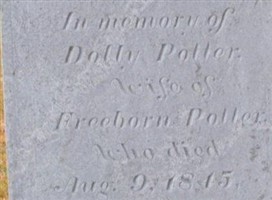 In memory of
Dolly Potter
Wife of
Freeborn Potter,
who died
Aug. 9, 1845.